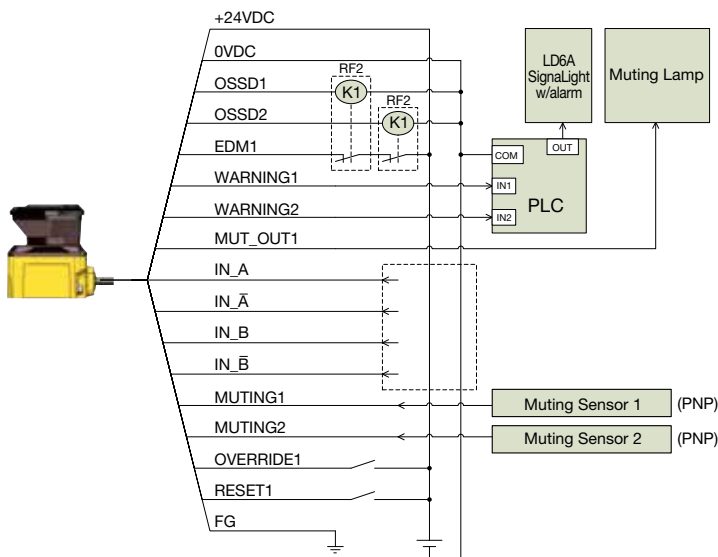 +24VDC
0VDC
OSSD1
OSSD2
EDM1
WARNING1
WARNING2
MUT_OUT1
IN_A
IN_A̅
IN_B
IN_B̅
MUTING1
MUTING2
OVERRIDE1
RESET1
FG
RF2
K1
RF2
K1
LD6A
SignaLight
w/alarm
Muting Lamp
COM
OUT
IN1
IN2
PLC
Muting Sensor 1 (PNP)
Muting Sensor 2 (PNP)